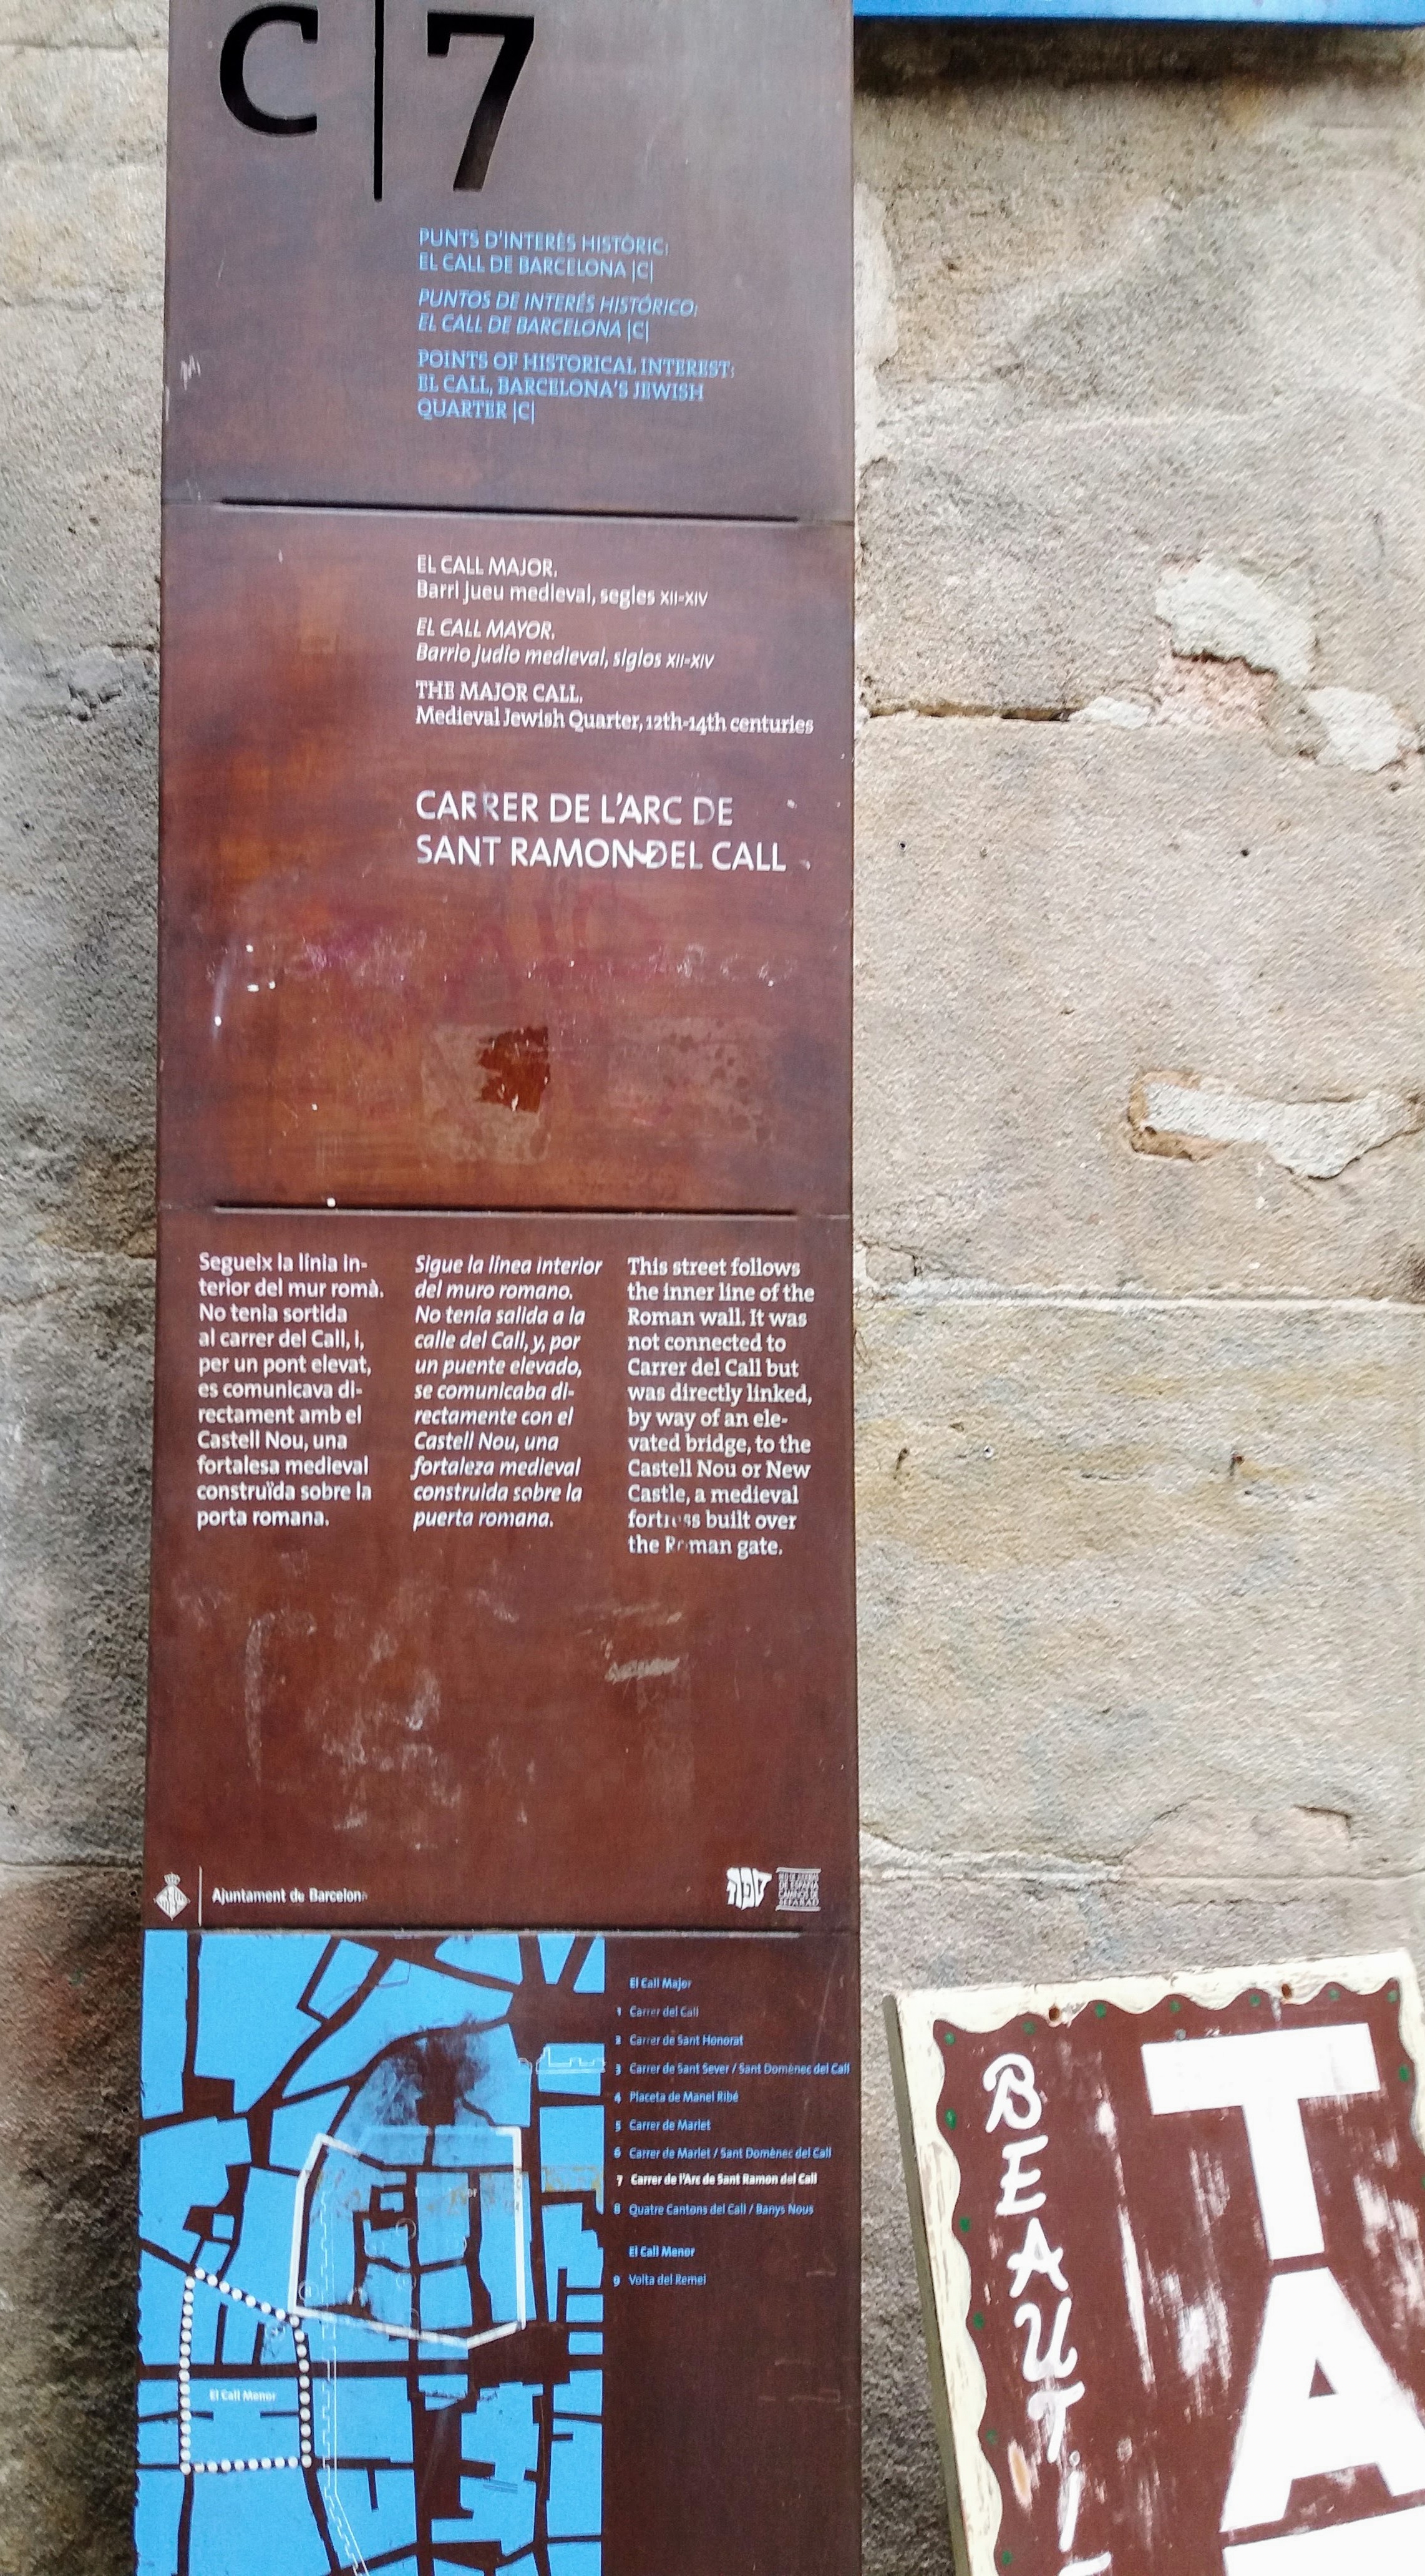 C|7
PUNTS D'INTERÈS HISTÒRIC:
EL CALL DE BARCELONA |C|
PUNTOS DE INTERÉS HISTÓRICO:
EL CALL DE BARCELONA |C|
POINTS OF HISTORICAL INTEREST:
EL CALL, BARCELONA'S JEWISH
QUARTER |C|
EL CALL MAJOR.
Barri jueu medieval, segles XII-XIV
EL CALL MAYOR.
Barrio judío medieval, siglos XII-XIV
THE MAJOR CALL.
Medieval Jewish Quarter, 12th-14th centuries
CARRER DE L'ARC DE
SANT RAMON DEL CALL
Segueix la línia in-
terior del mur romà.
No tenia sortida
al carrer del Call, i,
per un pont elevat,
es comunicava di-
rectament amb el
Castell Nou, una
fortalesa medieval
construïda sobre la
porta romana.
Sigue la línea interior
del muro romano.
No tenía salida a la
calle del Call, y, por
un puente elevado,
se comunicaba di-
rectamente con el
Castell Nou, una
fortaleza medieval
construida sobre la
puerta romana.
This street follows
the inner line of the
Roman wall. It was
not connected to
Carrer del Call but
was directly linked,
by way of an ele-
vated bridge, to the
Castell Nou or New
Castle, a medieval
fortress built over
the Roman gate.
Ajuntament de Barcelona
El Call Major
1 Carrer del Call
2 Carrer de Sant Honorat
3 Carrer de Sant Sever / Sant Domènec del Call
4 Placeta de Manel Ribé
5 Carrer de Marlet
6 Carrer de Marlet / Sant Domènec del Call
7 Carrer de l'Arc de Sant Ramon del Call
8 Quatre Cantons del Call / Banys Nous
El Call Menor
9 Volta del Remei
El Call Menor
BEAUTI
TA